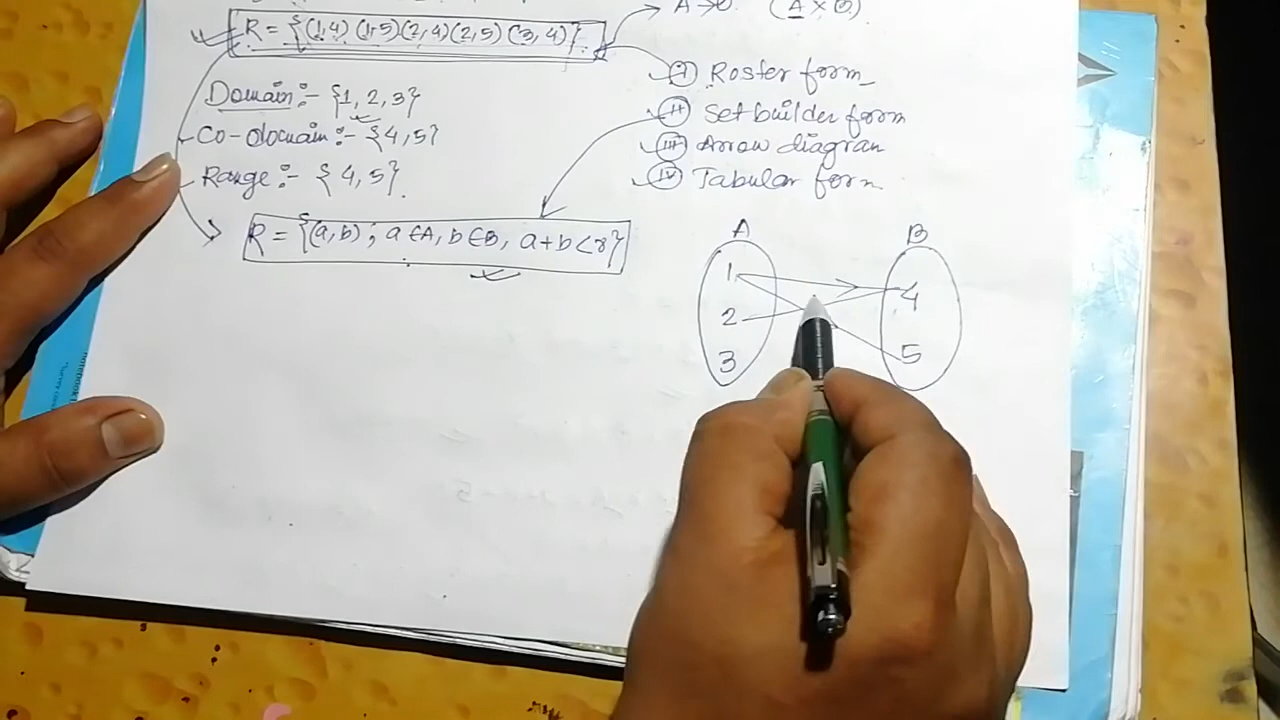 R = {(1,4) (1,5) (2,4) (2,5) (3,4)}
(i) Roster form
Domain :- {1, 2, 3}
(ii) Set builder form
Co-domain :- {4, 5}
(iii) Arrow diagram
Range :- {4, 5}
(iv) Tabular form
R = {(a, b) ; a ∈ A, b ∈ B, a + b < 8}
A B
1 4
2
3 5